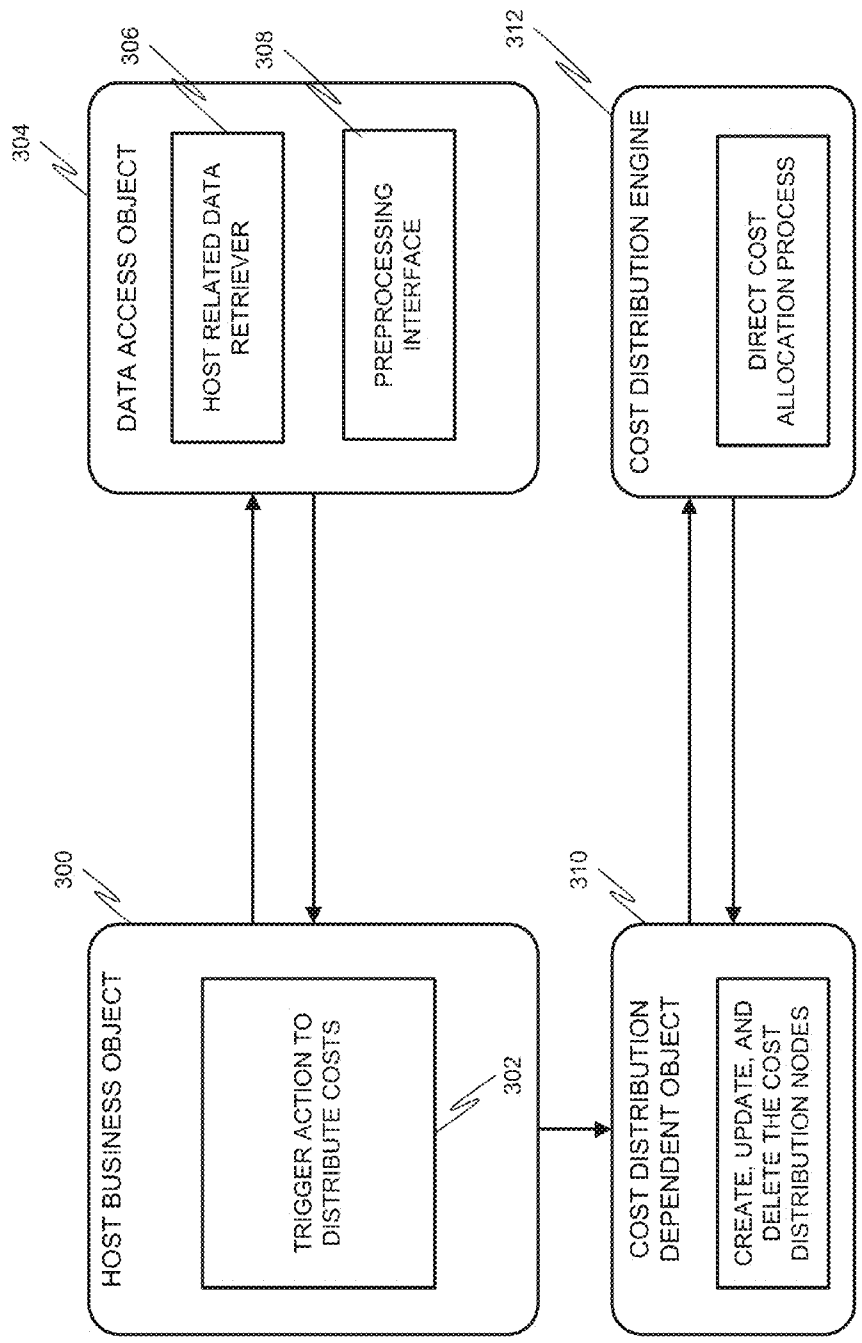 HOST BUSINESS OBJECT
300
TRIGGER ACTION TO
DISTRIBUTE COSTS
302
DATA ACCESS OBJECT
304
HOST RELATED DATA
RETRIEVER
306
PREPROCESSING
INTERFACE
308
COST DISTRIBUTION
DEPENDENT OBJECT
310
CREATE, UPDATE, AND
DELETE THE COST
DISTRIBUTION NODES
COST DISTRIBUTION ENGINE
312
DIRECT COST
ALLOCATION PROCESS